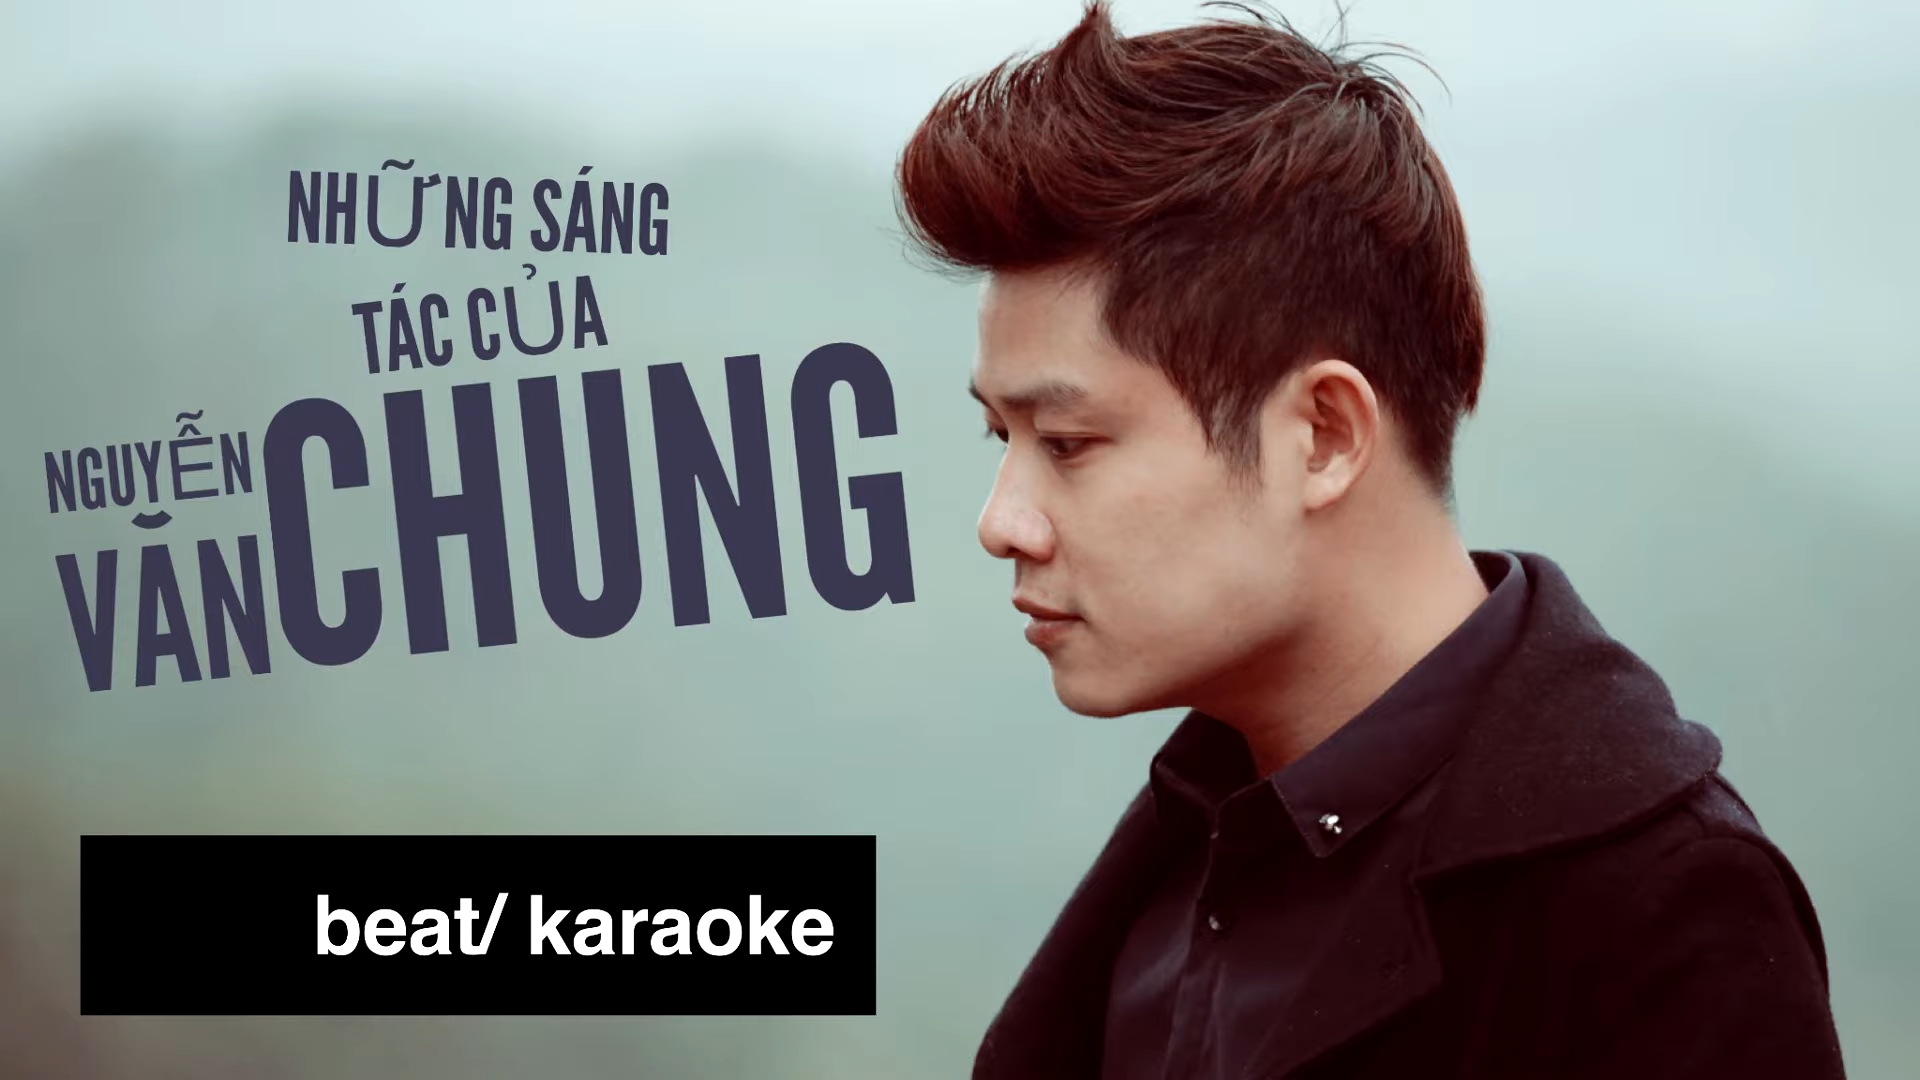 NHỮNG SÁNG
TÁC CỦA
NGUYỄN
VĂN CHUNG
beat/ karaoke